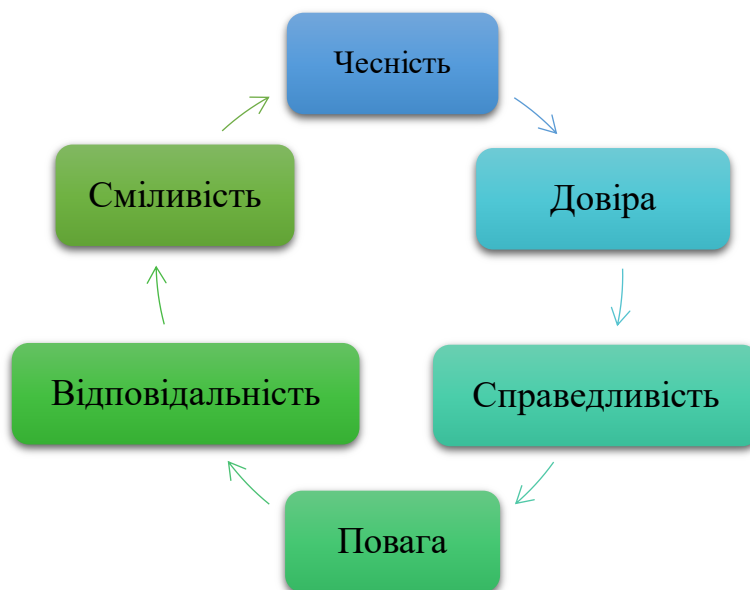 Чесність
Довіра
Справедливість
Повага
Відповідальність
Сміливість